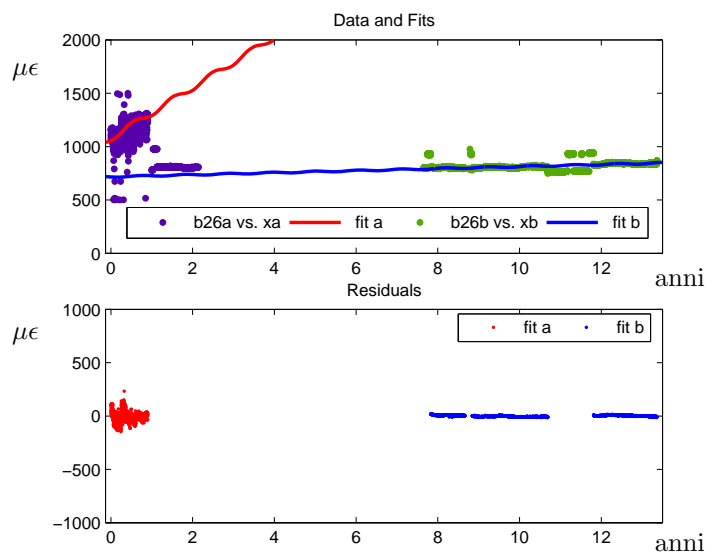 Data and Fits
με
2000
1500
1000
500
0
b26a vs. xa fit a b26b vs. xb fit b
0 2 4 6 8 10 12
anni
Residuals
με
1000
500
0
−500
−1000
fit a fit b
0 2 4 6 8 10 12
anni